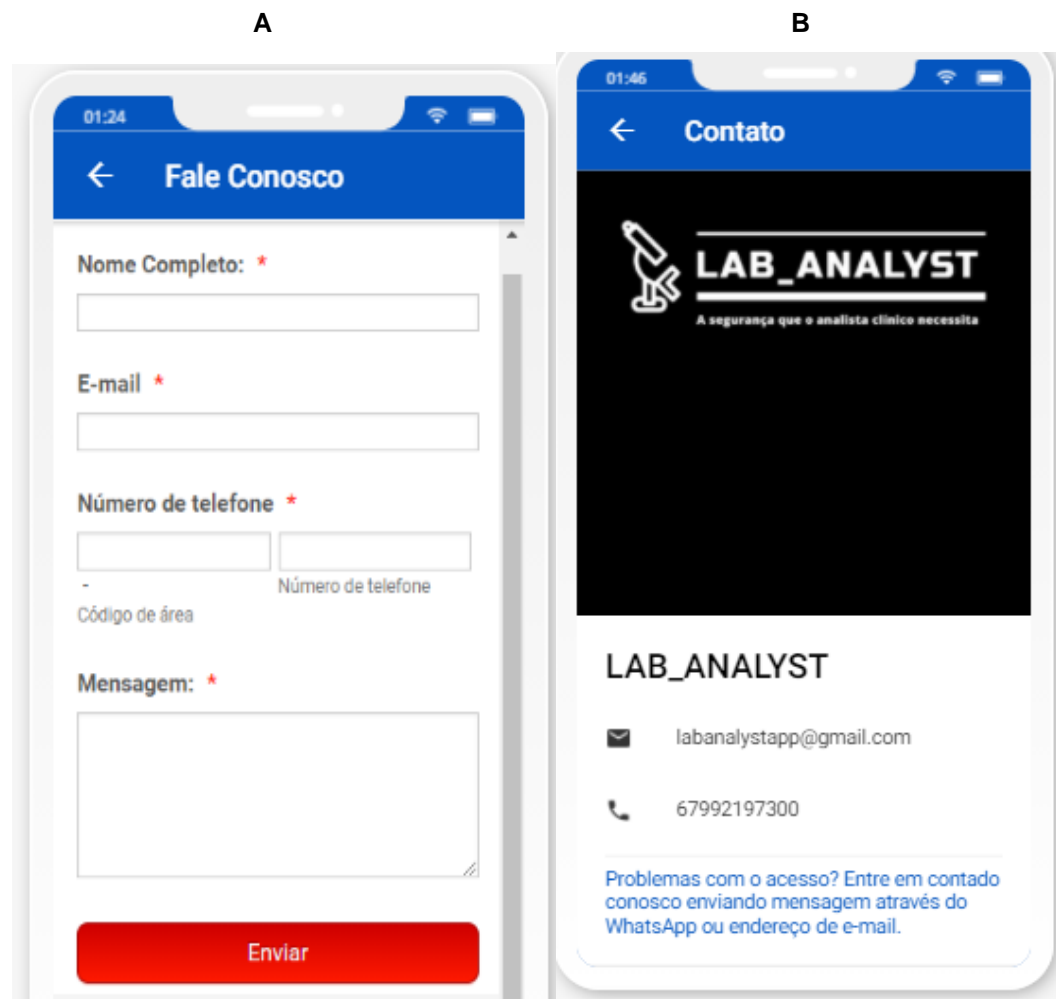 A
B
01:24
Fale Conosco
Nome Completo: *
E-mail *
Número de telefone *
-
Número de telefone
Código de área
Mensagem: *
Enviar
01:46
Contato
LAB_ANALYST
A segurança que o analista clínico necessita
LAB_ANALYST
labanalystapp@gmail.com
67992197300
Problemas com o acesso? Entre em contado
conosco enviando mensagem através do
WhatsApp ou endereço de e-mail.